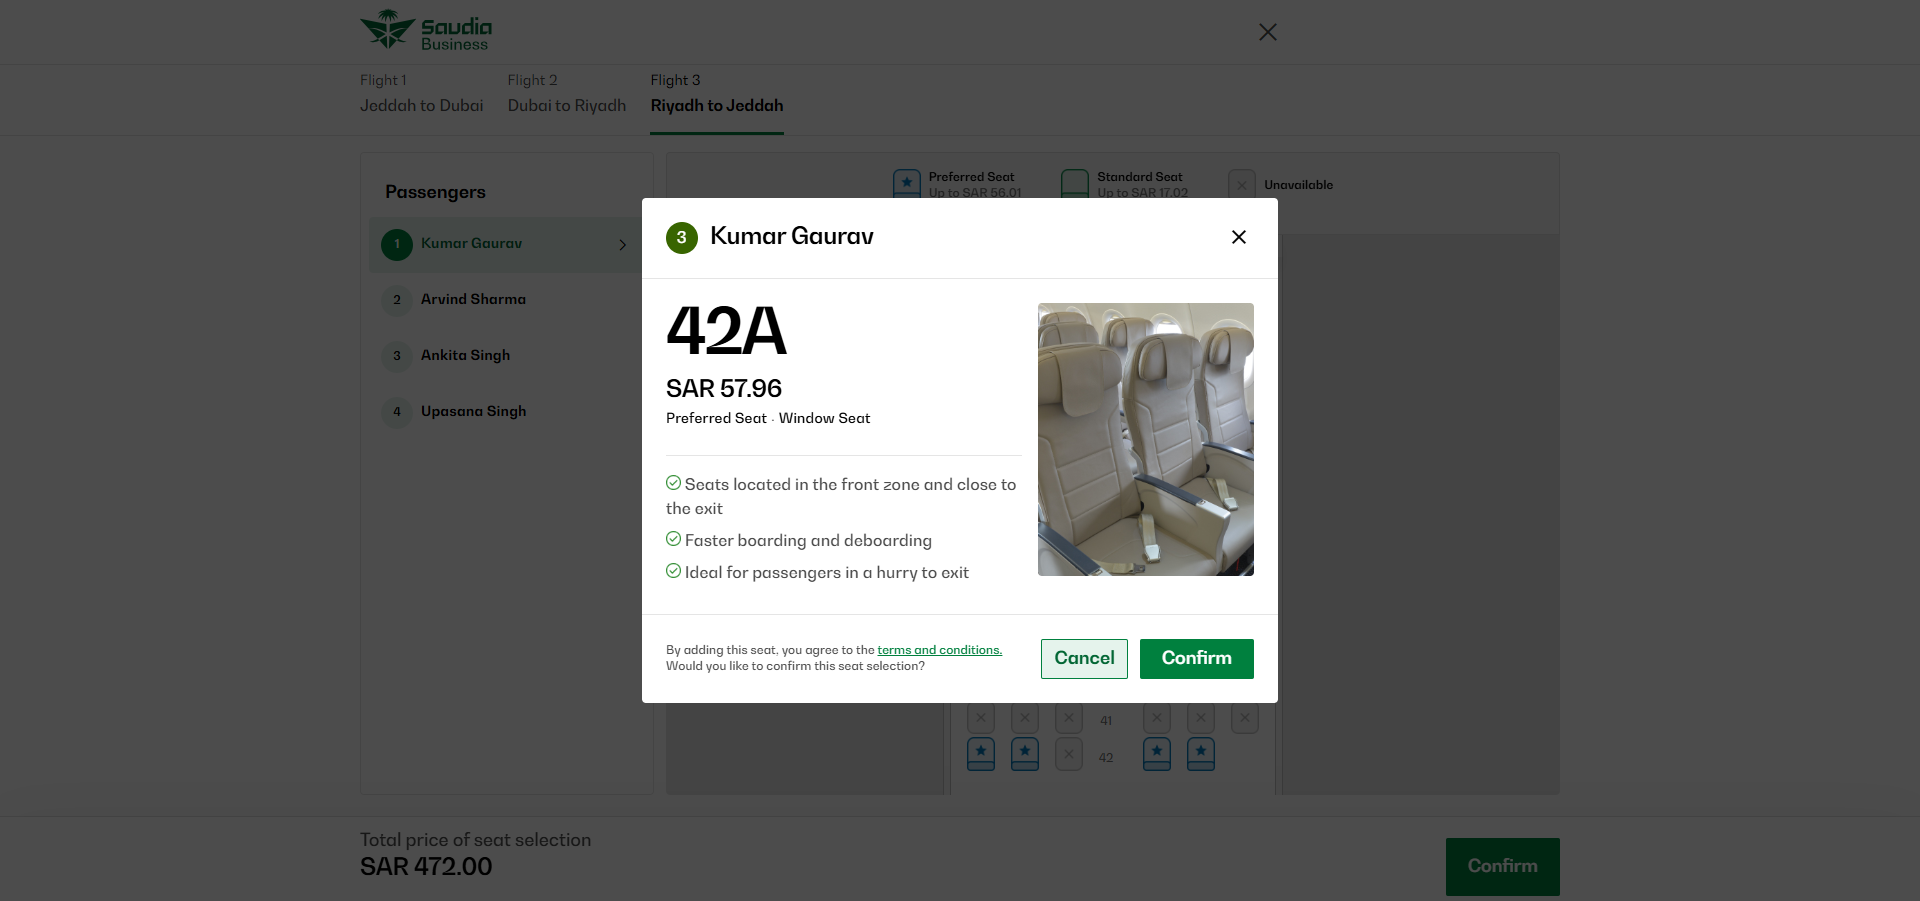 Saudia
Business
Flight 1
Jeddah to Dubai
Flight 2
Dubai to Riyadh
Flight 3
Riyadh to Jeddah
Passengers
1 Kumar Gaurav
2 Arvind Sharma
3 Ankita Singh
4 Upasana Singh
Preferred Seat
Up to SAR 56.01
Standard Seat
Up to SAR 17.02
Unavailable
3 Kumar Gaurav
42A
SAR 57.96
Preferred Seat · Window Seat
Seats located in the front zone and close to
the exit
Faster boarding and deboarding
Ideal for passengers in a hurry to exit
By adding this seat, you agree to the terms and conditions.
Would you like to confirm this seat selection?
Cancel
Confirm
41
42
Total price of seat selection
SAR 472.00
Confirm